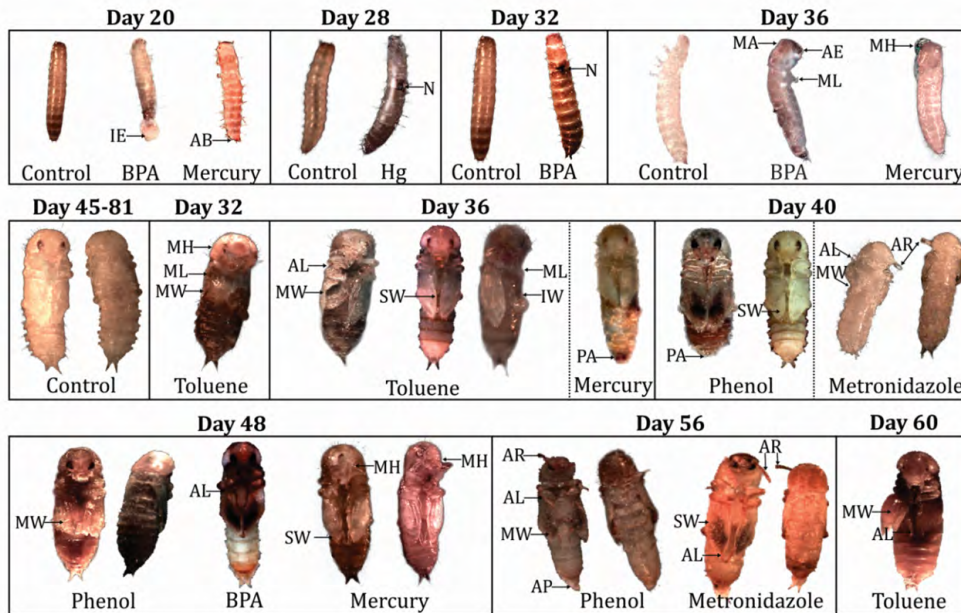 Day 20 Day 28 Day 32 Day 36
MA AE MH
N N ML
IE AB
Control BPA Mercury Control Hg Control BPA Control BPA Mercury
Day 45-81 Day 32 Day 36 Day 40
MH AL AR
AL ML MW
ML MW SW IW SW
MW
PA PA
Control Toluene Toluene Mercury Phenol Metronidazole
Day 48 Day 56 Day 60
AR AR
MH MH
AL AL MW
MW SW SW MW AL AL
AP
Phenol BPA Mercury Phenol Metronidazole Toluene